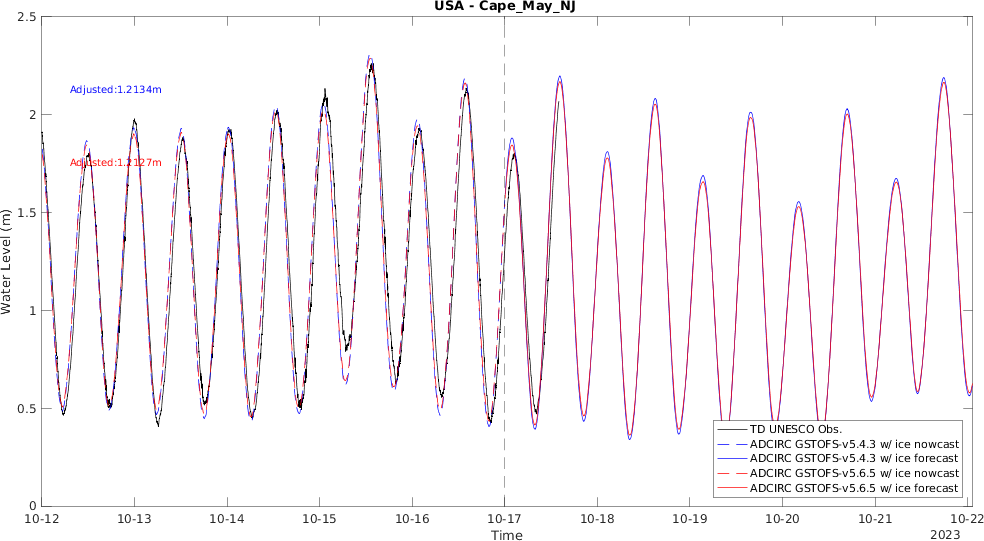 USA - Cape_May_NJ
2.5
Adjusted:1.2134m
2
Adjusted:1.2127m
1.5
Water Level (m)
1
0.5
TD UNESCO Obs.
ADCIRC GSTOFS-v5.4.3 w/ ice nowcast
ADCIRC GSTOFS-v5.4.3 w/ ice forecast
ADCIRC GSTOFS-v5.6.5 w/ ice nowcast
ADCIRC GSTOFS-v5.6.5 w/ ice forecast
0
10-12 10-13 10-14 10-15 10-16 10-17 10-18 10-19 10-20 10-21 10-22
Time
2023